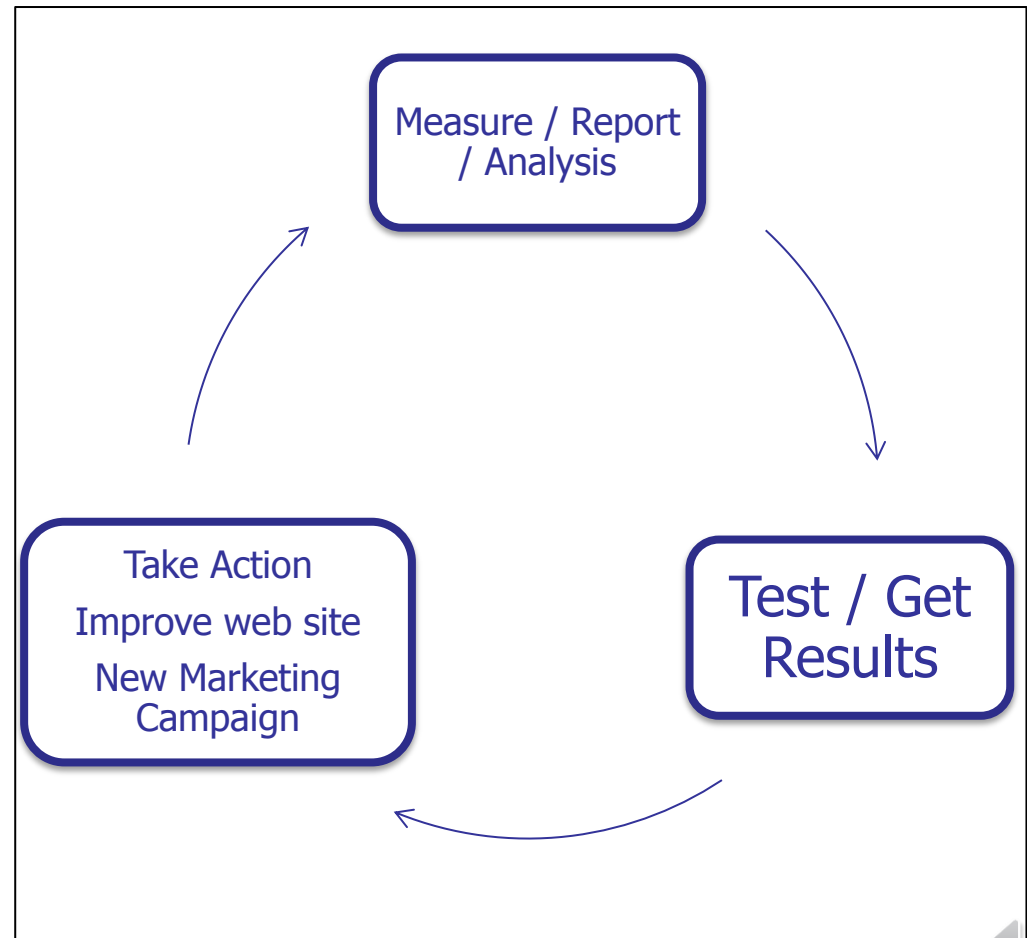 Measure / Report
/ Analysis
Test / Get
Results
Take Action
Improve web site
New Marketing
Campaign